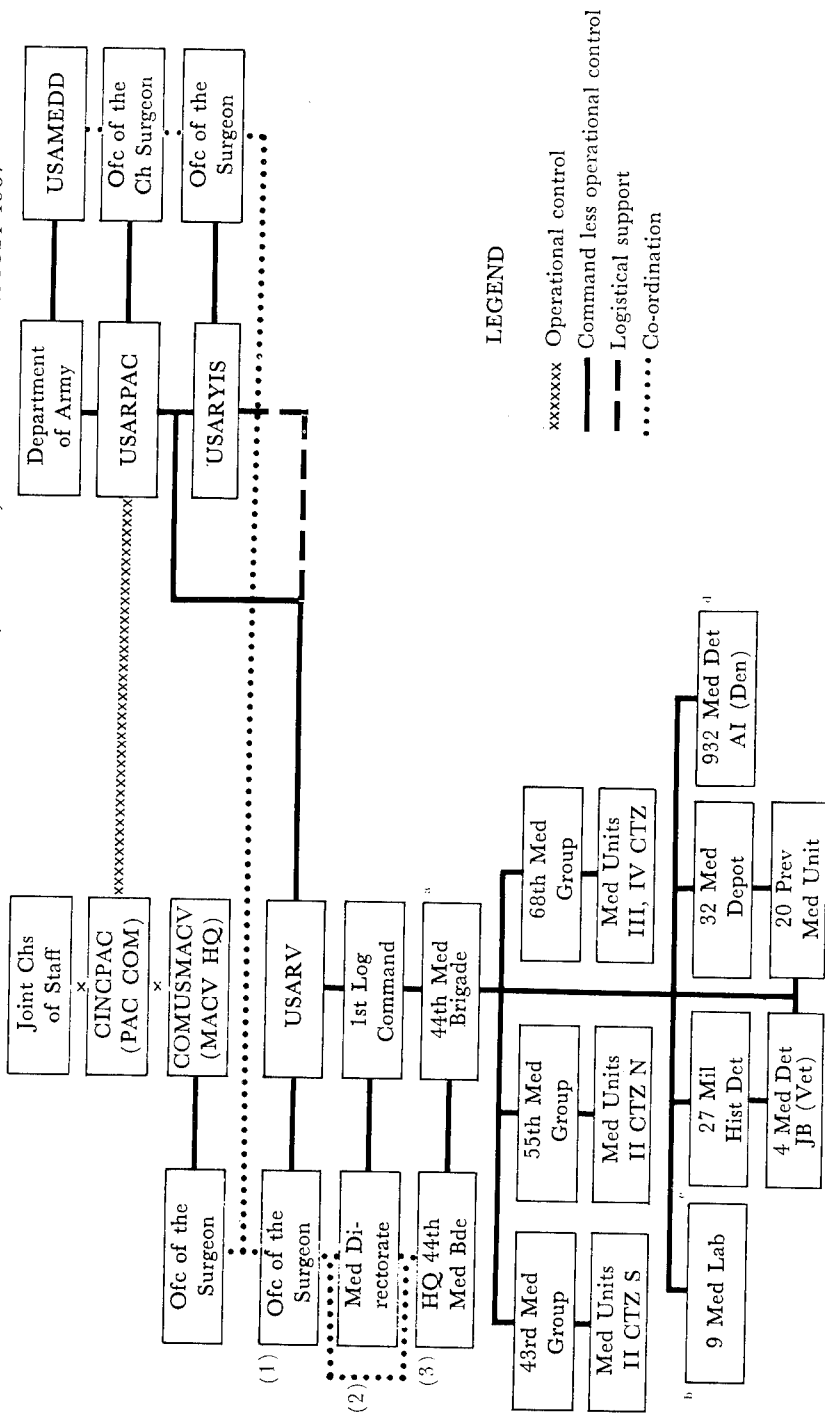 Joint Chs
of Staff
x
CINCPAC
(PAC COM)
xxxxxxxxxxxxxxxxxxxxxxxxxxxxxxxxxxxxxxxx
x
COMUSMACV
(MACV HQ)
Department
of Army
USAMEDD
USARPAC
Ofc of the
Ch Surgeon
USARYIS
Ofc of the
Surgeon
Ofc of the
Surgeon
(1)
Ofc of the
Surgeon
USARV
(2)
Med Di-
rectorate
1st Log
Command
(3)
HQ 44th
Med Bde
44th Med
Brigade
a
43rd Med
Group
55th Med
Group
68th Med
Group
Med Units
II CTZ S
Med Units
II CTZ N
Med Units
III, IV CTZ
b
9 Med Lab
27 Mil
Hist Det
32 Med
Depot
932 Med Det
AI (Den)
d
4 Med Det
JB (Vet)
20 Prev
Med Unit
LEGEND
xxxxxxx Operational control
Command less operational control
Logistical support
Co-ordination